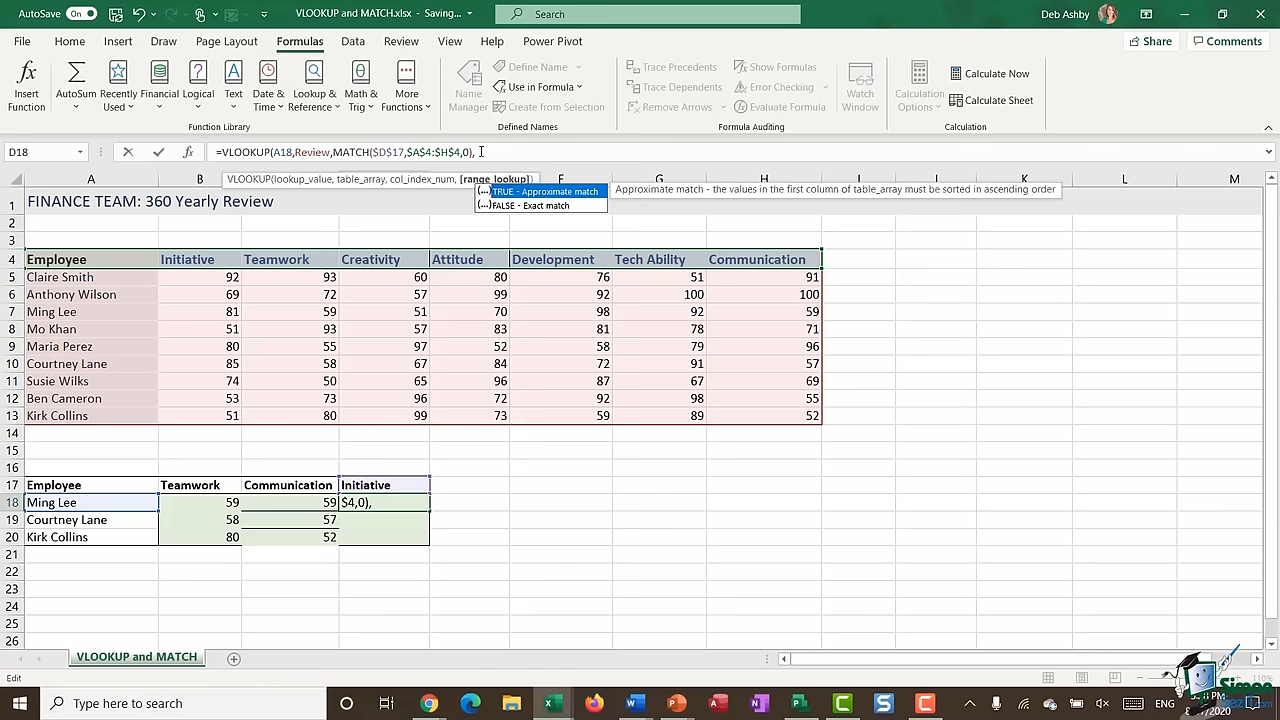 AutoSave On VLOOKUP and MATCH.xlsx - Saving... Search Deb Ashby
File Home Insert Draw Page Layout Formulas Data Review View Help Power Pivot Share Comments
fx Insert Function
Σ AutoSum
Recently Used
Financial
Logical
Text
Date & Time
Lookup & Reference
Math & Trig
More Functions
Function Library
Name Manager
Define Name
Use in Formula
Create from Selection
Defined Names
Trace Precedents
Trace Dependents
Remove Arrows
Show Formulas
Error Checking
Evaluate Formula
Formula Auditing
Watch Window
Calculation Options
Calculate Now
Calculate Sheet
Calculation
D18 fx =VLOOKUP(A18,Review,MATCH($D$17,$A$4:$H$4,0),
VLOOKUP(lookup_value, table_array, col_index_num, [range_lookup])
(...) TRUE - Approximate match
(...) FALSE - Exact match
Approximate match - the values in the first column of table_array must be sorted in ascending order
A B F G H I J K L M
1 FINANCE TEAM: 360 Yearly Review
2
3
4 Employee Initiative Teamwork Creativity Attitude Development Tech Ability Communication
5 Claire Smith 92 93 60 80 76 51 91
6 Anthony Wilson 69 72 57 99 92 100 100
7 Ming Lee 81 59 51 70 98 92 59
8 Mo Khan 51 93 57 83 81 78 71
9 Maria Perez 80 55 97 52 58 79 96
10 Courtney Lane 85 58 67 84 72 91 57
11 Susie Wilks 74 50 65 96 87 67 69
12 Ben Cameron 53 73 96 72 92 98 55
13 Kirk Collins 51 80 99 73 59 89 52
14
15
16
17 Employee Teamwork Communication Initiative
18 Ming Lee 59 59 $4,0),
19 Courtney Lane 58 57
20 Kirk Collins 80 52
21
22
23
24
25
26
VLOOKUP and MATCH
Edit 110%
Type here to search